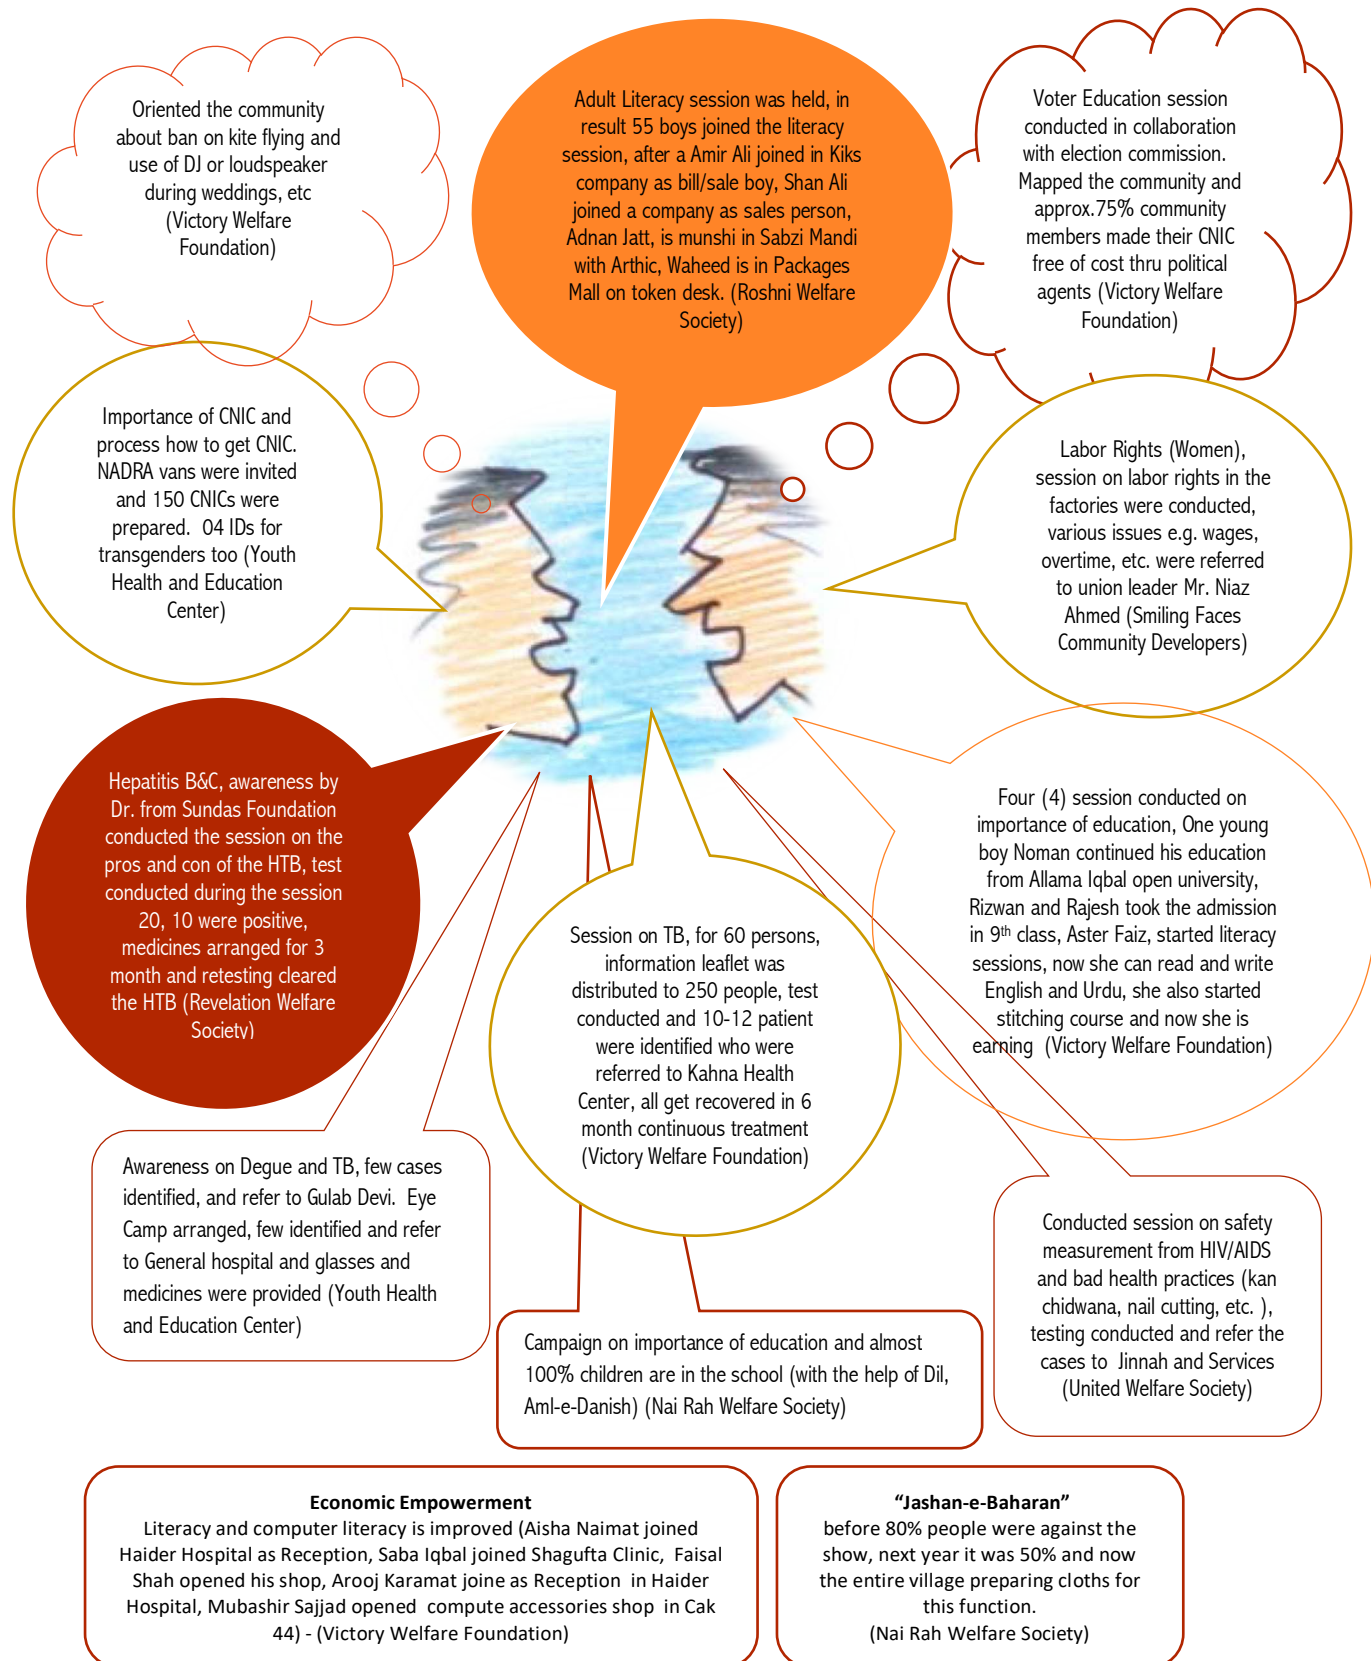 Oriented the community
about ban on kite flying and
use of DJ or loudspeaker
during weddings, etc
(Victory Welfare
Foundation)
Adult Literacy session was held, in
result 55 boys joined the literacy
session, after a Amir Ali joined in Kiks
company as bill/sale boy, Shan Ali
joined a company as sales person,
Adnan Jatt, is munshi in Sabzi Mandi
with Arthic, Waheed is in Packages
Mall on token desk. (Roshni Welfare
Society)
Voter Education session
conducted in collaboration
with election commission.
Mapped the community and
approx.75% community
members made their CNIC
free of cost thru political
agents (Victory Welfare
Foundation)
Importance of CNIC and
process how to get CNIC.
NADRA vans were invited
and 150 CNICs were
prepared. 04 IDs for
transgenders too (Youth
Health and Education
Center)
Labor Rights (Women),
session on labor rights in the
factories were conducted,
various issues e.g. wages,
overtime, etc. were referred
to union leader Mr. Niaz
Ahmed (Smiling Faces
Community Developers)
Hepatitis B&C, awareness by
Dr. from Sundas Foundation
conducted the session on the
pros and con of the HTB, test
conducted during the session
20, 10 were positive,
medicines arranged for 3
month and retesting cleared
the HTB (Revelation Welfare
Society)
Four (4) session conducted on
importance of education, One young
boy Noman continued his education
from Allama Iqbal open university,
Rizwan and Rajesh took the admission
in 9th class, Aster Faiz, started literacy
sessions, now she can read and write
English and Urdu, she also started
stitching course and now she is
earning (Victory Welfare Foundation)
Session on TB, for 60 persons,
information leaflet was
distributed to 250 people, test
conducted and 10-12 patient
were identified who were
referred to Kahna Health
Center, all get recovered in 6
month continuous treatment
(Victory Welfare Foundation)
Awareness on Degue and TB, few cases
identified, and refer to Gulab Devi. Eye
Camp arranged, few identified and refer
to General hospital and glasses and
medicines were provided (Youth Health
and Education Center)
Conducted session on safety
measurement from HIV/AIDS
and bad health practices (kan
chidwana, nail cutting, etc. ),
testing conducted and refer the
cases to Jinnah and Services
(United Welfare Society)
Campaign on importance of education and almost
100% children are in the school (with the help of Dil,
Aml-e-Danish) (Nai Rah Welfare Society)
Economic Empowerment
Literacy and computer literacy is improved (Aisha Naimat joined
Haider Hospital as Reception, Saba Iqbal joined Shagufta Clinic, Faisal
Shah opened his shop, Arooj Karamat joine as Reception in Haider
Hospital, Mubashir Sajjad opened compute accessories shop in Cak
44) - (Victory Welfare Foundation)
“Jashan-e-Baharan”
before 80% people were against the
show, next year it was 50% and now
the entire village preparing cloths for
this function.
(Nai Rah Welfare Society)